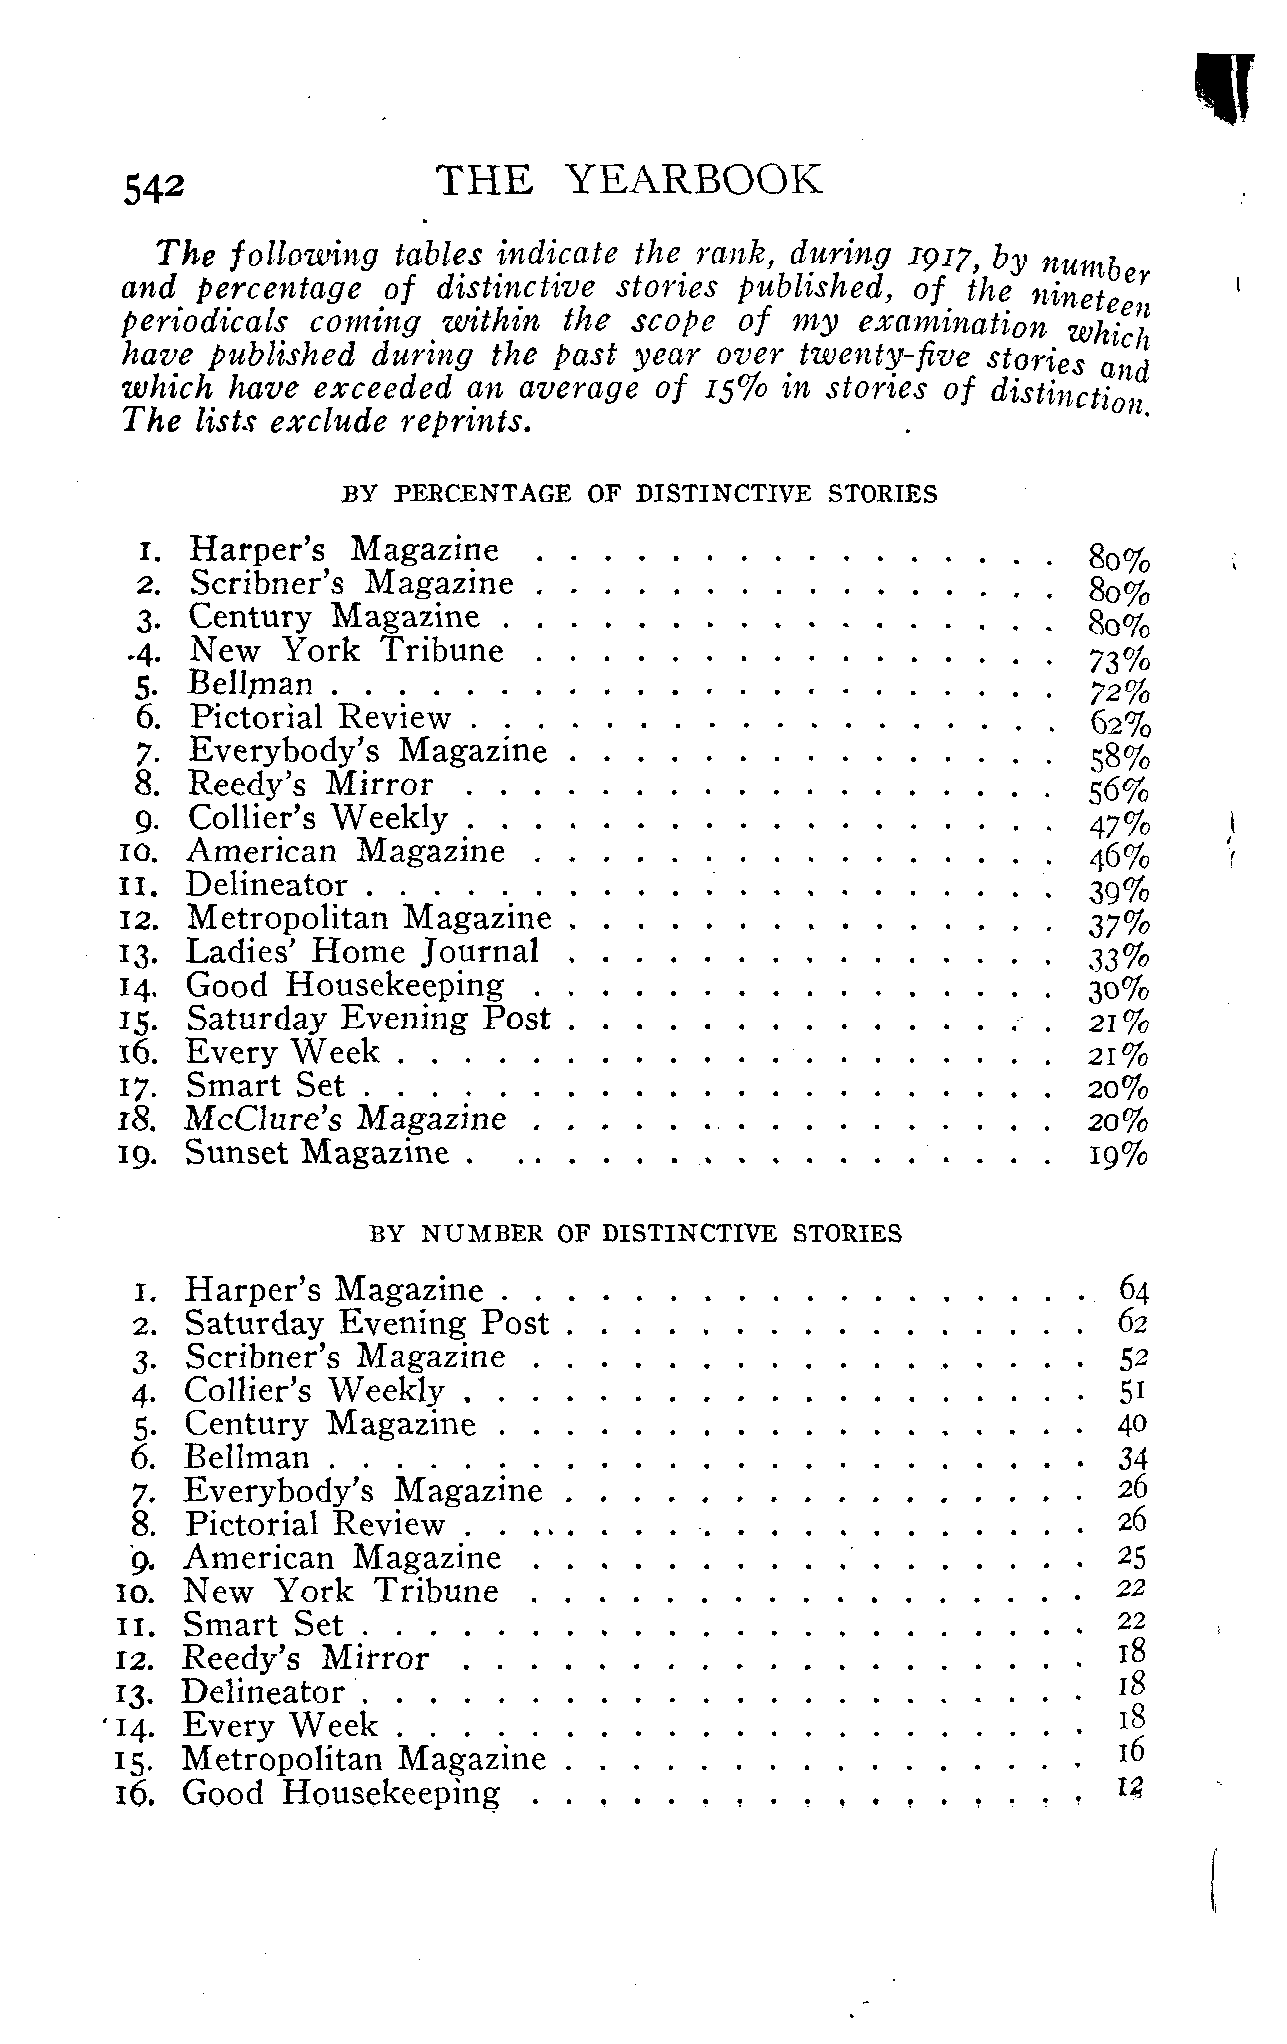 542 THE YEARBOOK
The following tables indicate the rank, during 1917, by number
and percentage of distinctive stories published, of the nineteen
periodicals coming within the scope of my examination which
have published during the past year over twenty-five stories and
which have exceeded an average of 15% in stories of distinction.
The lists exclude reprints.
BY PERCENTAGE OF DISTINCTIVE STORIES
1. Harper's Magazine . . . . . . . . . . . . . . . . 80%
2. Scribner's Magazine . . . . . . . . . . . . . . . . 80%
3. Century Magazine . . . . . . . . . . . . . . . . . 80%
4. New York Tribune . . . . . . . . . . . . . . . . 73%
5. Bellman . . . . . . . . . . . . . . . . . . . . . . 72%
6. Pictorial Review . . . . . . . . . . . . . . . . . . 62%
7. Everybody's Magazine . . . . . . . . . . . . . . . 58%
8. Reedy's Mirror . . . . . . . . . . . . . . . . . . 56%
9. Collier's Weekly . . . . . . . . . . . . . . . . . . 47%
10. American Magazine . . . . . . . . . . . . . . . . 46%
11. Delineator . . . . . . . . . . . . . . . . . . . . . 39%
12. Metropolitan Magazine . . . . . . . . . . . . . . . 37%
13. Ladies' Home Journal . . . . . . . . . . . . . . . 33%
14. Good Housekeeping . . . . . . . . . . . . . . . . 30%
15. Saturday Evening Post . . . . . . . . . . . . . . . 21%
16. Every Week . . . . . . . . . . . . . . . . . . . . 21%
17. Smart Set . . . . . . . . . . . . . . . . . . . . . 20%
18. McClure's Magazine . . . . . . . . . . . . . . . . 20%
19. Sunset Magazine . . . . . . . . . . . . . . . . . . 19%
BY NUMBER OF DISTINCTIVE STORIES
1. Harper's Magazine . . . . . . . . . . . . . . . . . . 64
2. Saturday Evening Post . . . . . . . . . . . . . . . . 62
3. Scribner's Magazine . . . . . . . . . . . . . . . . . 52
4. Collier's Weekly . . . . . . . . . . . . . . . . . . . 51
5. Century Magazine . . . . . . . . . . . . . . . . . . 40
6. Bellman . . . . . . . . . . . . . . . . . . . . . . . 34
7. Everybody's Magazine . . . . . . . . . . . . . . . . 26
8. Pictorial Review . . . . . . . . . . . . . . . . . . . 26
9. American Magazine . . . . . . . . . . . . . . . . . 25
10. New York Tribune . . . . . . . . . . . . . . . . . 22
11. Smart Set . . . . . . . . . . . . . . . . . . . . . . 22
12. Reedy's Mirror . . . . . . . . . . . . . . . . . . . 18
13. Delineator . . . . . . . . . . . . . . . . . . . . . . 18
14. Every Week . . . . . . . . . . . . . . . . . . . . . 18
15. Metropolitan Magazine . . . . . . . . . . . . . . . . 16
16. Good Housekeeping . . . . . . . . . . . . . . . . . 12